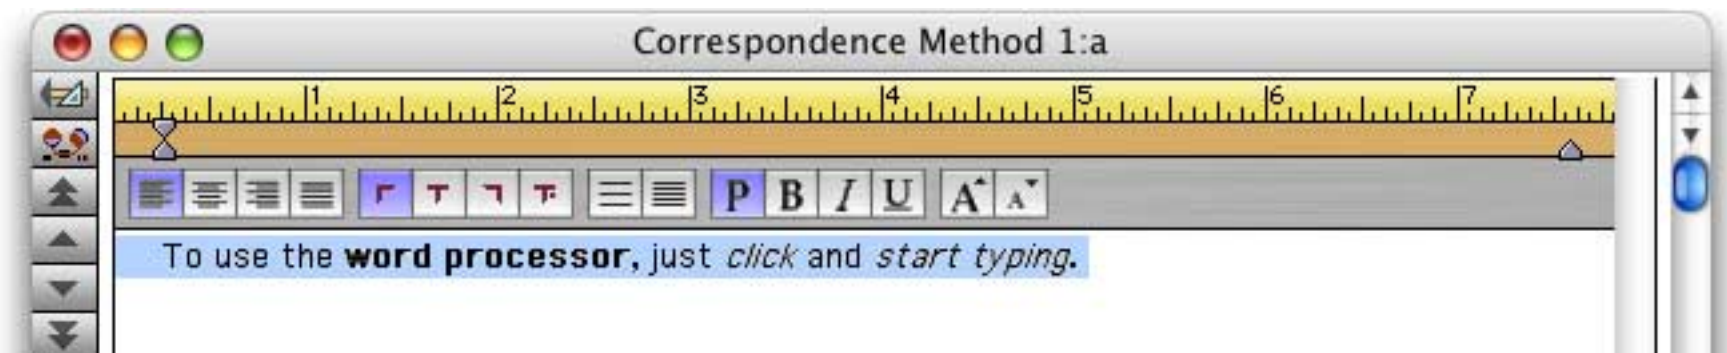 Correspondence Method 1:a
1 2 3 4 5 6 7
P B I U A A
To use the word processor, just click and start typing.